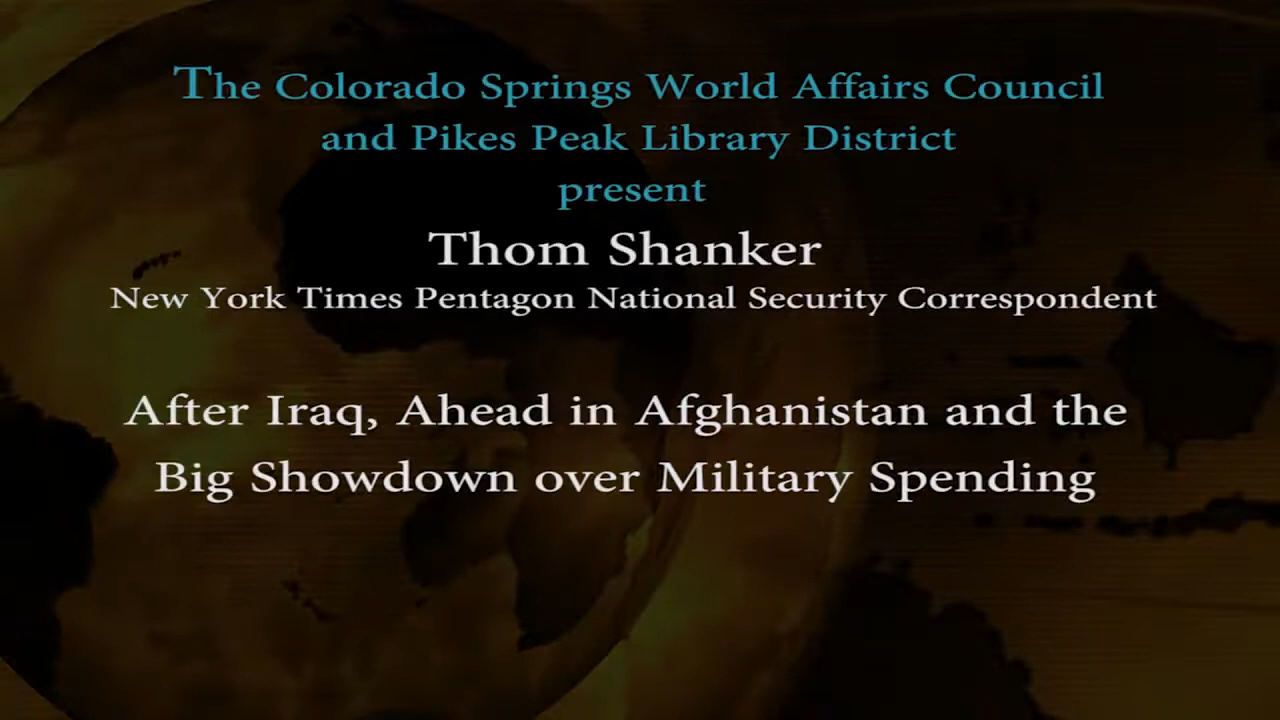 The Colorado Springs World Affairs Council
and Pikes Peak Library District
present
Thom Shanker
New York Times Pentagon National Security Correspondent
After Iraq, Ahead in Afghanistan and the
Big Showdown over Military Spending